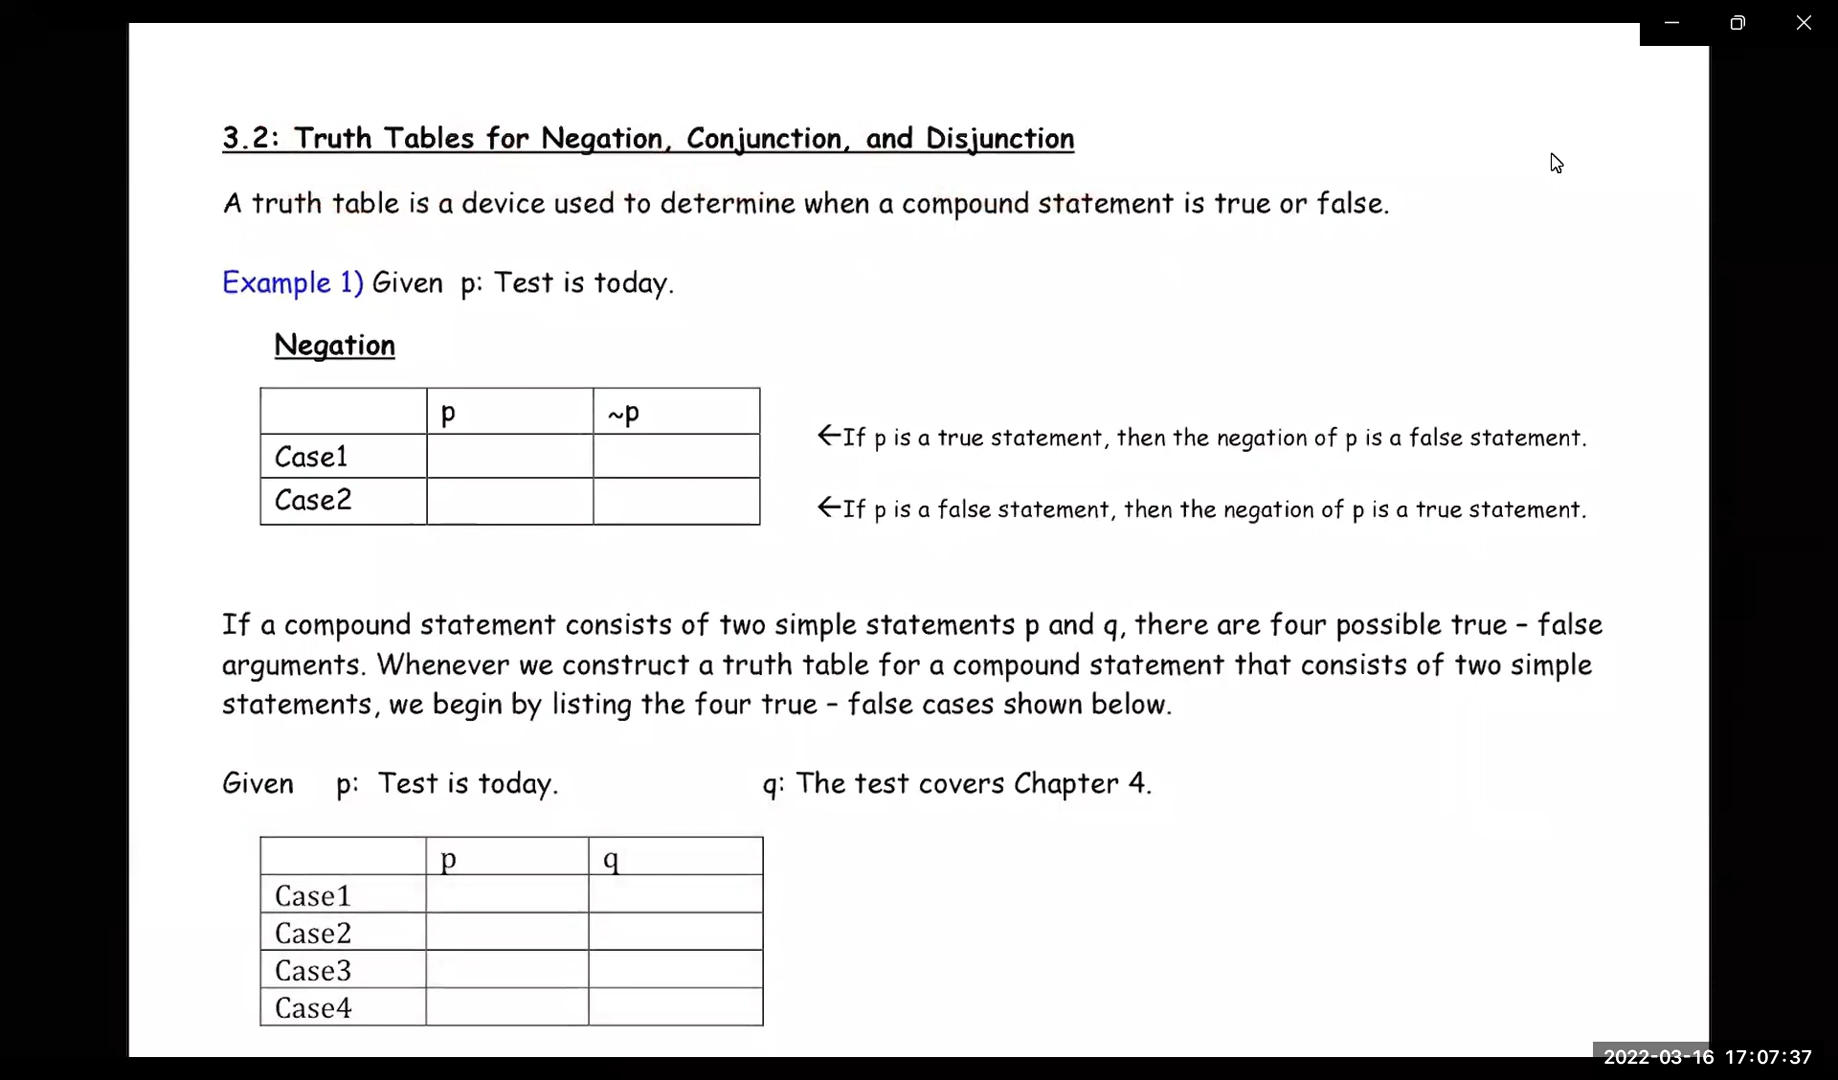 3.2: Truth Tables for Negation, Conjunction, and Disjunction
A truth table is a device used to determine when a compound statement is true or false.
Example 1) Given p: Test is today.
Negation
p ~p
Case1
Case2
←If p is a true statement, then the negation of p is a false statement.
←If p is a false statement, then the negation of p is a true statement.
If a compound statement consists of two simple statements p and q, there are four possible true – false
arguments. Whenever we construct a truth table for a compound statement that consists of two simple
statements, we begin by listing the four true – false cases shown below.
Given p: Test is today. q: The test covers Chapter 4.
p q
Case1
Case2
Case3
Case4
2022-03-16 17:07:37